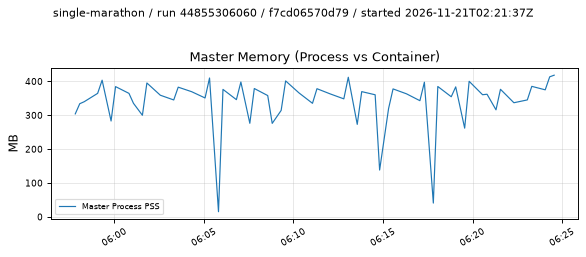 single-marathon / run 44855306060 / f7cd06570d79 / started 2026-11-21T02:21:37Z
Master Memory (Process vs Container)
MB
400
300
200
100
0
Master Process PSS
06:00
06:05
06:10
06:15
06:20
06:25